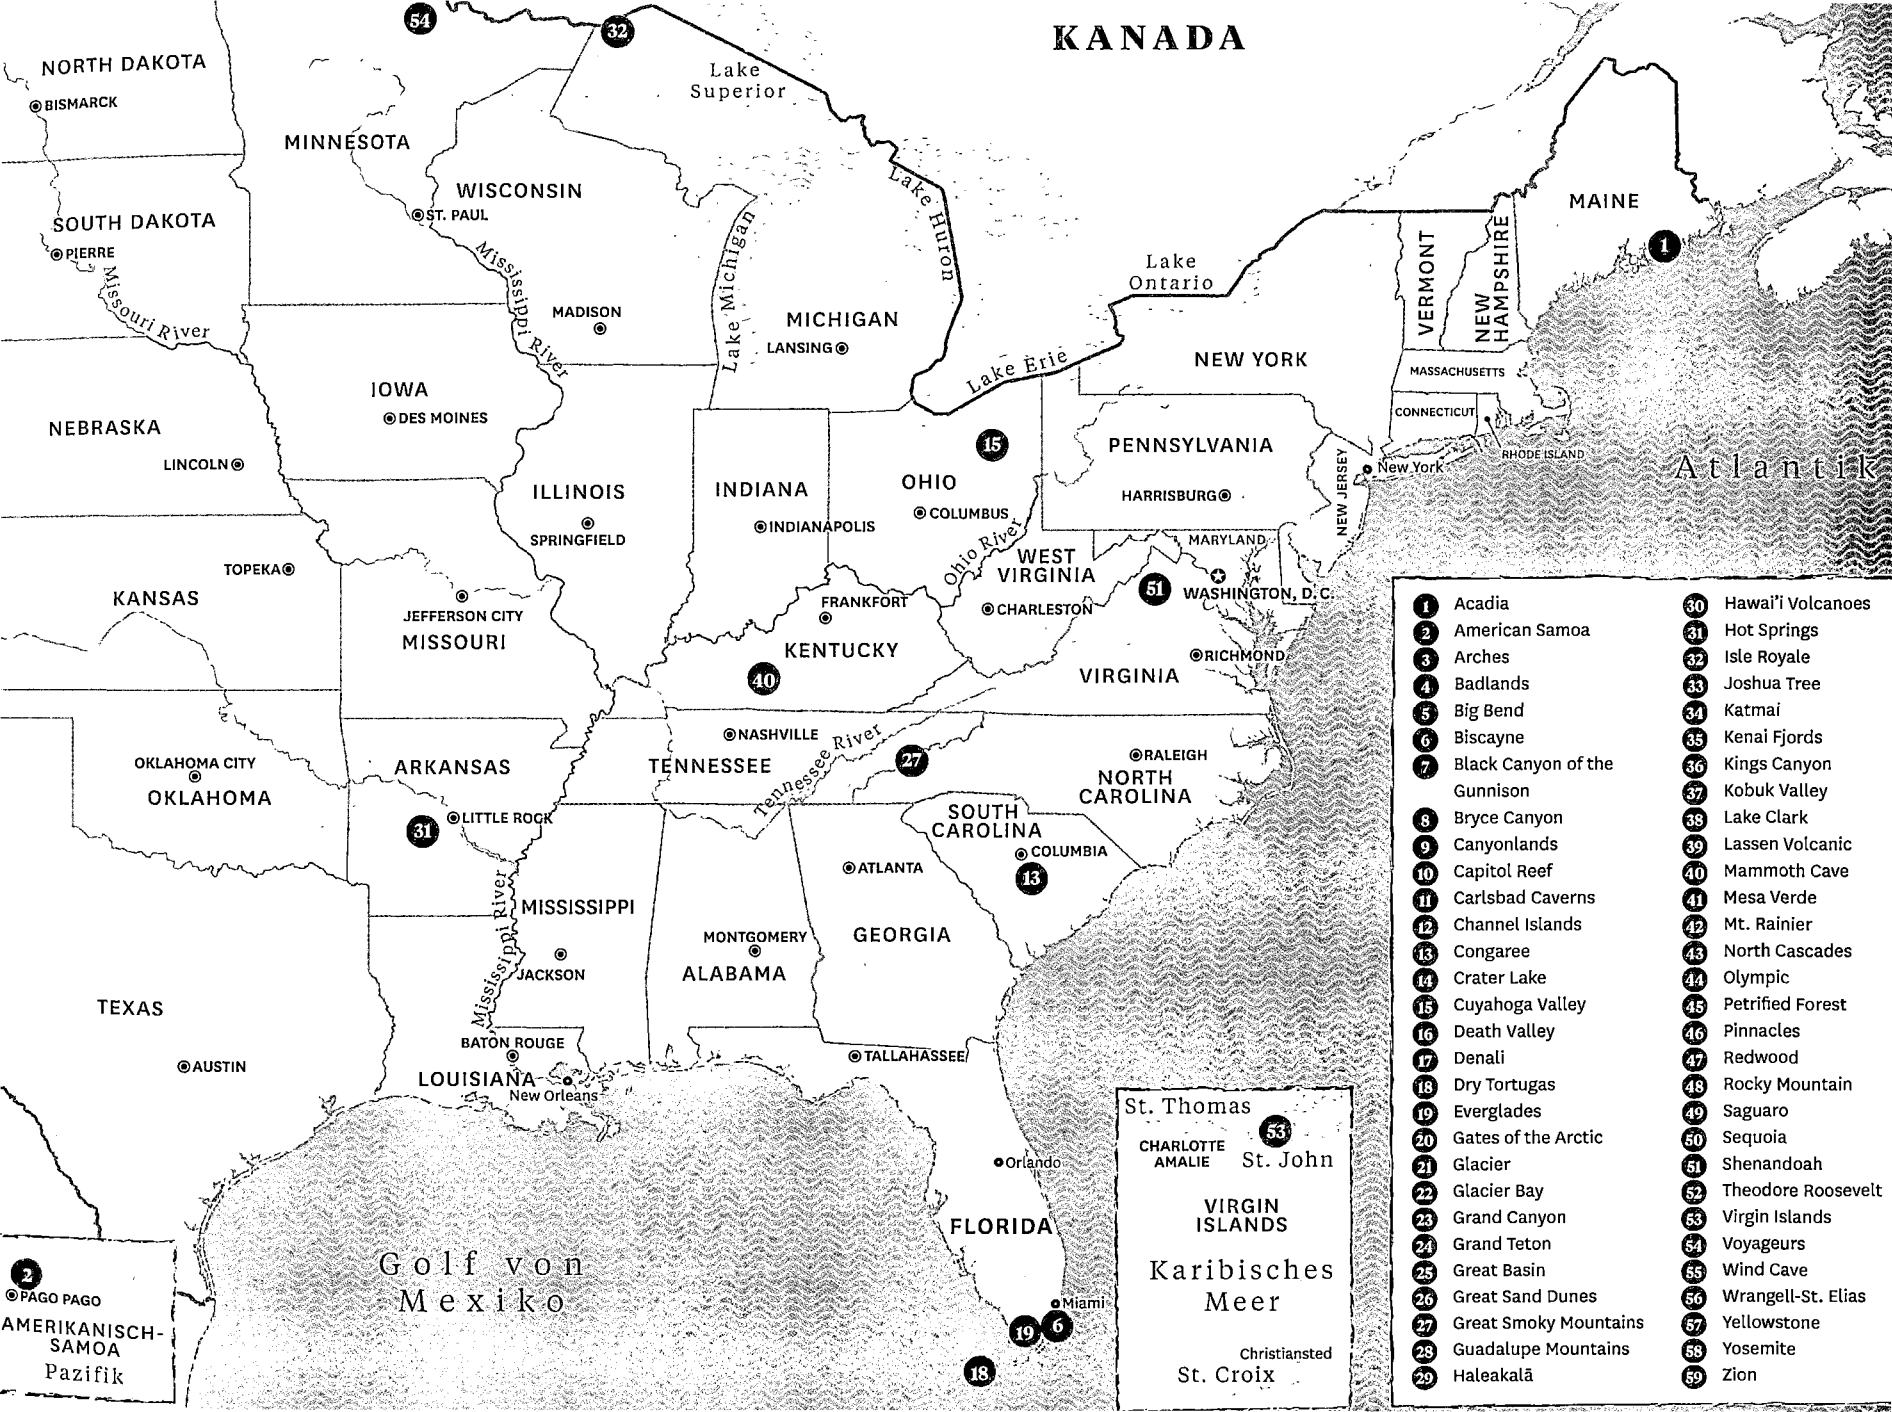 KANADA
54
32
Lake
Superior
NORTH DAKOTA
BISMARCK
MINNESOTA
WISCONSIN
ST. PAUL
SOUTH DAKOTA
PIERRE
Missouri River
Mississippi River
MADISON
Lake Michigan
Lake Huron
MICHIGAN
LANSING
Lake
Ontario
Lake Erie
MAINE
1
VERMONT
NEW
HAMPSHIRE
NEW YORK
MASSACHUSETTS
CONNECTICUT
RHODE ISLAND
IOWA
DES MOINES
NEBRASKA
LINCOLN
ILLINOIS
SPRINGFIELD
INDIANA
INDIANAPOLIS
15
OHIO
COLUMBUS
Ohio River
PENNSYLVANIA
HARRISBURG
NEW JERSEY
New York
Atlantik
MARYLAND
WEST
VIRGINIA
CHARLESTON
51
WASHINGTON, D. C.
TOPEKA
KANSAS
JEFFERSON CITY
MISSOURI
FRANKFORT
KENTUCKY
40
RICHMOND
VIRGINIA
NASHVILLE
TENNESSEE
Tennessee River
27
RALEIGH
NORTH
CAROLINA
OKLAHOMA CITY
OKLAHOMA
ARKANSAS
LITTLE ROCK
31
SOUTH
CAROLINA
COLUMBIA
13
ATLANTA
GEORGIA
Mississippi River
MISSISSIPPI
JACKSON
MONTGOMERY
ALABAMA
TEXAS
AUSTIN
BATON ROUGE
LOUISIANA
New Orleans
TALLAHASSEE
Orlando
FLORIDA
Miami
19
6
18
Golf von
Mexiko
2
PAGO PAGO
AMERIKANISCH-
SAMOA
Pazifik
St. Thomas
53
CHARLOTTE
AMALIE
St. John
VIRGIN
ISLANDS
Karibisches
Meer
Christiansted
St. Croix
1 Acadia
2 American Samoa
3 Arches
4 Badlands
5 Big Bend
6 Biscayne
7 Black Canyon of the
Gunnison
8 Bryce Canyon
9 Canyonlands
10 Capitol Reef
11 Carlsbad Caverns
12 Channel Islands
13 Congaree
14 Crater Lake
15 Cuyahoga Valley
16 Death Valley
17 Denali
18 Dry Tortugas
19 Everglades
20 Gates of the Arctic
21 Glacier
22 Glacier Bay
23 Grand Canyon
24 Grand Teton
25 Great Basin
26 Great Sand Dunes
27 Great Smoky Mountains
28 Guadalupe Mountains
29 Haleakalā
30 Hawai'i Volcanoes
31 Hot Springs
32 Isle Royale
33 Joshua Tree
34 Katmai
35 Kenai Fjords
36 Kings Canyon
37 Kobuk Valley
38 Lake Clark
39 Lassen Volcanic
40 Mammoth Cave
41 Mesa Verde
42 Mt. Rainier
43 North Cascades
44 Olympic
45 Petrified Forest
46 Pinnacles
47 Redwood
48 Rocky Mountain
49 Saguaro
50 Sequoia
51 Shenandoah
52 Theodore Roosevelt
53 Virgin Islands
54 Voyageurs
55 Wind Cave
56 Wrangell-St. Elias
57 Yellowstone
58 Yosemite
59 Zion